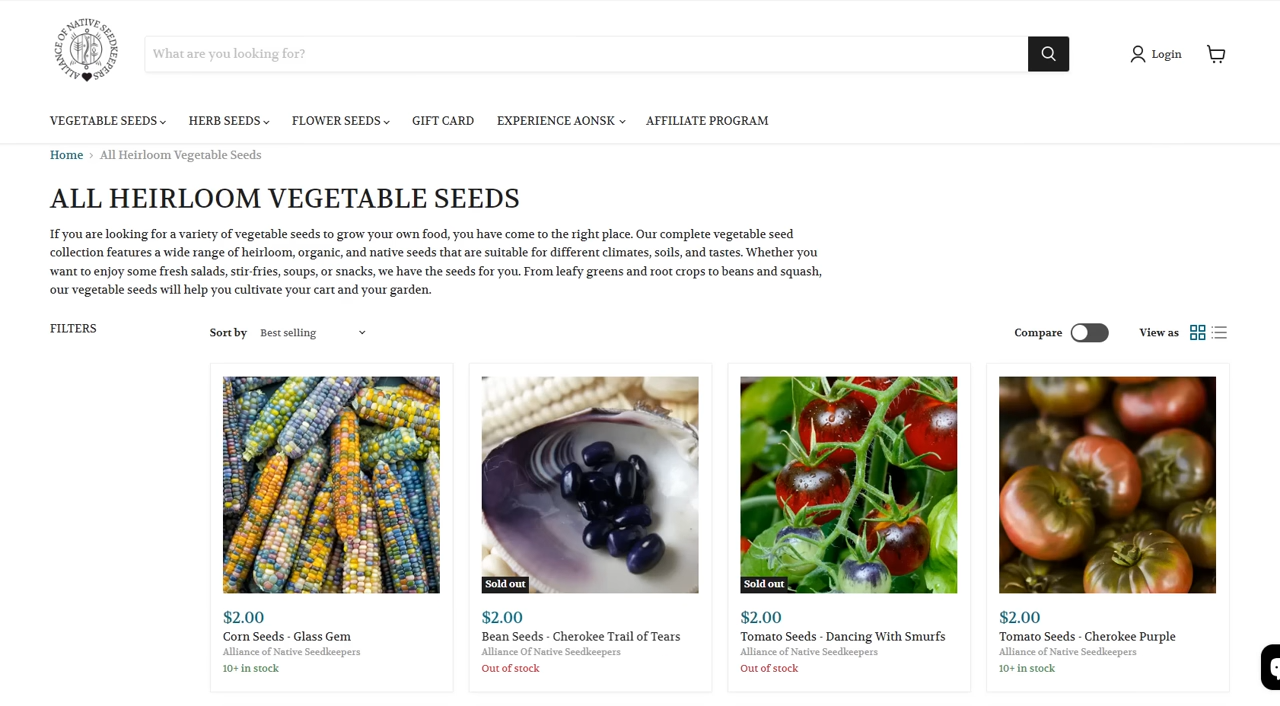 ALLIANCE OF NATIVE SEEDKEEPERS
What are you looking for?
Login
VEGETABLE SEEDS
HERB SEEDS
FLOWER SEEDS
GIFT CARD
EXPERIENCE AONSK
AFFILIATE PROGRAM
Home › All Heirloom Vegetable Seeds
ALL HEIRLOOM VEGETABLE SEEDS
If you are looking for a variety of vegetable seeds to grow your own food, you have come to the right place. Our complete vegetable seed
collection features a wide range of heirloom, organic, and native seeds that are suitable for different climates, soils, and tastes. Whether you
want to enjoy some fresh salads, stir-fries, soups, or snacks, we have the seeds for you. From leafy greens and root crops to beans and squash,
our vegetable seeds will help you cultivate your cart and your garden.
FILTERS
Sort by Best selling
Compare
View as
$2.00
Corn Seeds - Glass Gem
Alliance of Native Seedkeepers
10+ in stock
Sold out
$2.00
Bean Seeds - Cherokee Trail of Tears
Alliance Of Native Seedkeepers
Out of stock
Sold out
$2.00
Tomato Seeds - Dancing With Smurfs
Alliance of Native Seedkeepers
Out of stock
$2.00
Tomato Seeds - Cherokee Purple
Alliance of Native Seedkeepers
10+ in stock